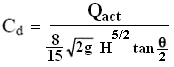 C_d = Q_act / (8/15 √2g H^5/2 tan θ/2)